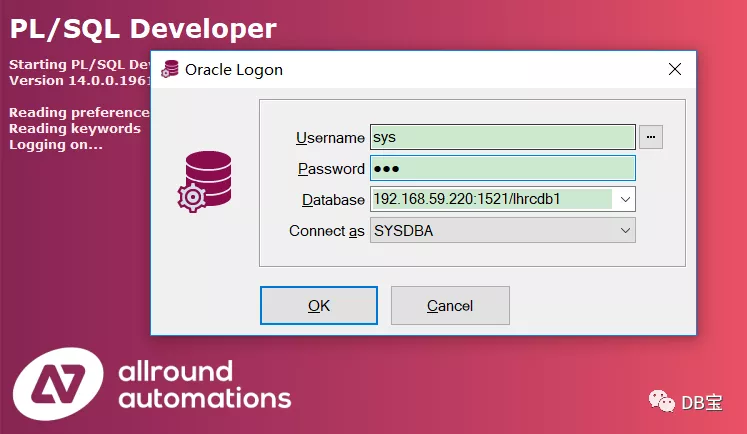 PL/SQL Developer
Starting PL/SQL De
Version 14.0.0.1961
Reading preference
Reading keywords
Logging on...
Oracle Logon
Username sys
...
Password ●●●
Database 192.168.59.220:1521/lhrcdb1
Connect as SYSDBA
OK Cancel
allround
automations
DB宝